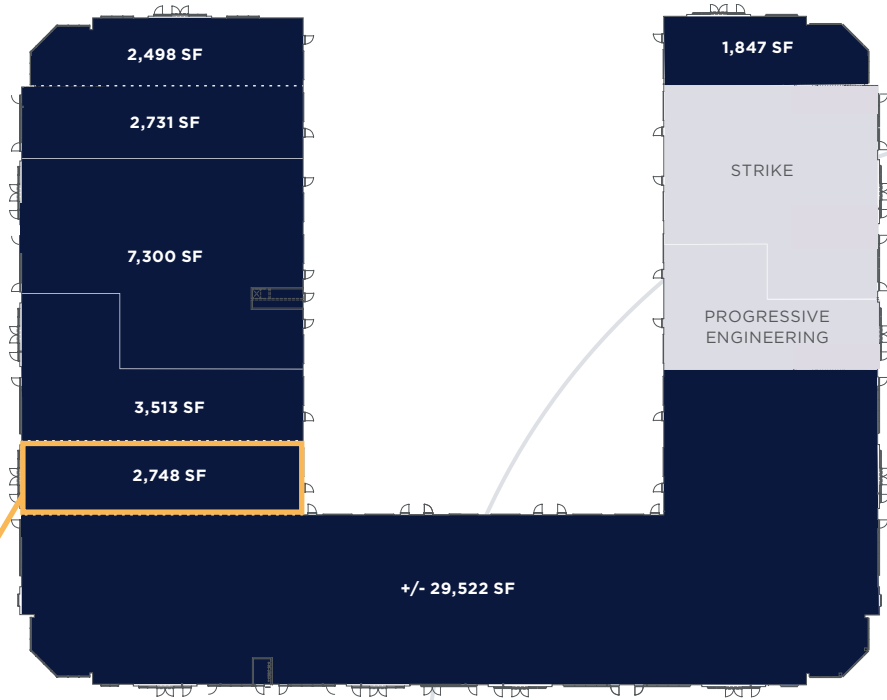 2,498 SF
1,847 SF
2,731 SF
STRIKE
7,300 SF
PROGRESSIVE
ENGINEERING
3,513 SF
2,748 SF
+/- 29,522 SF